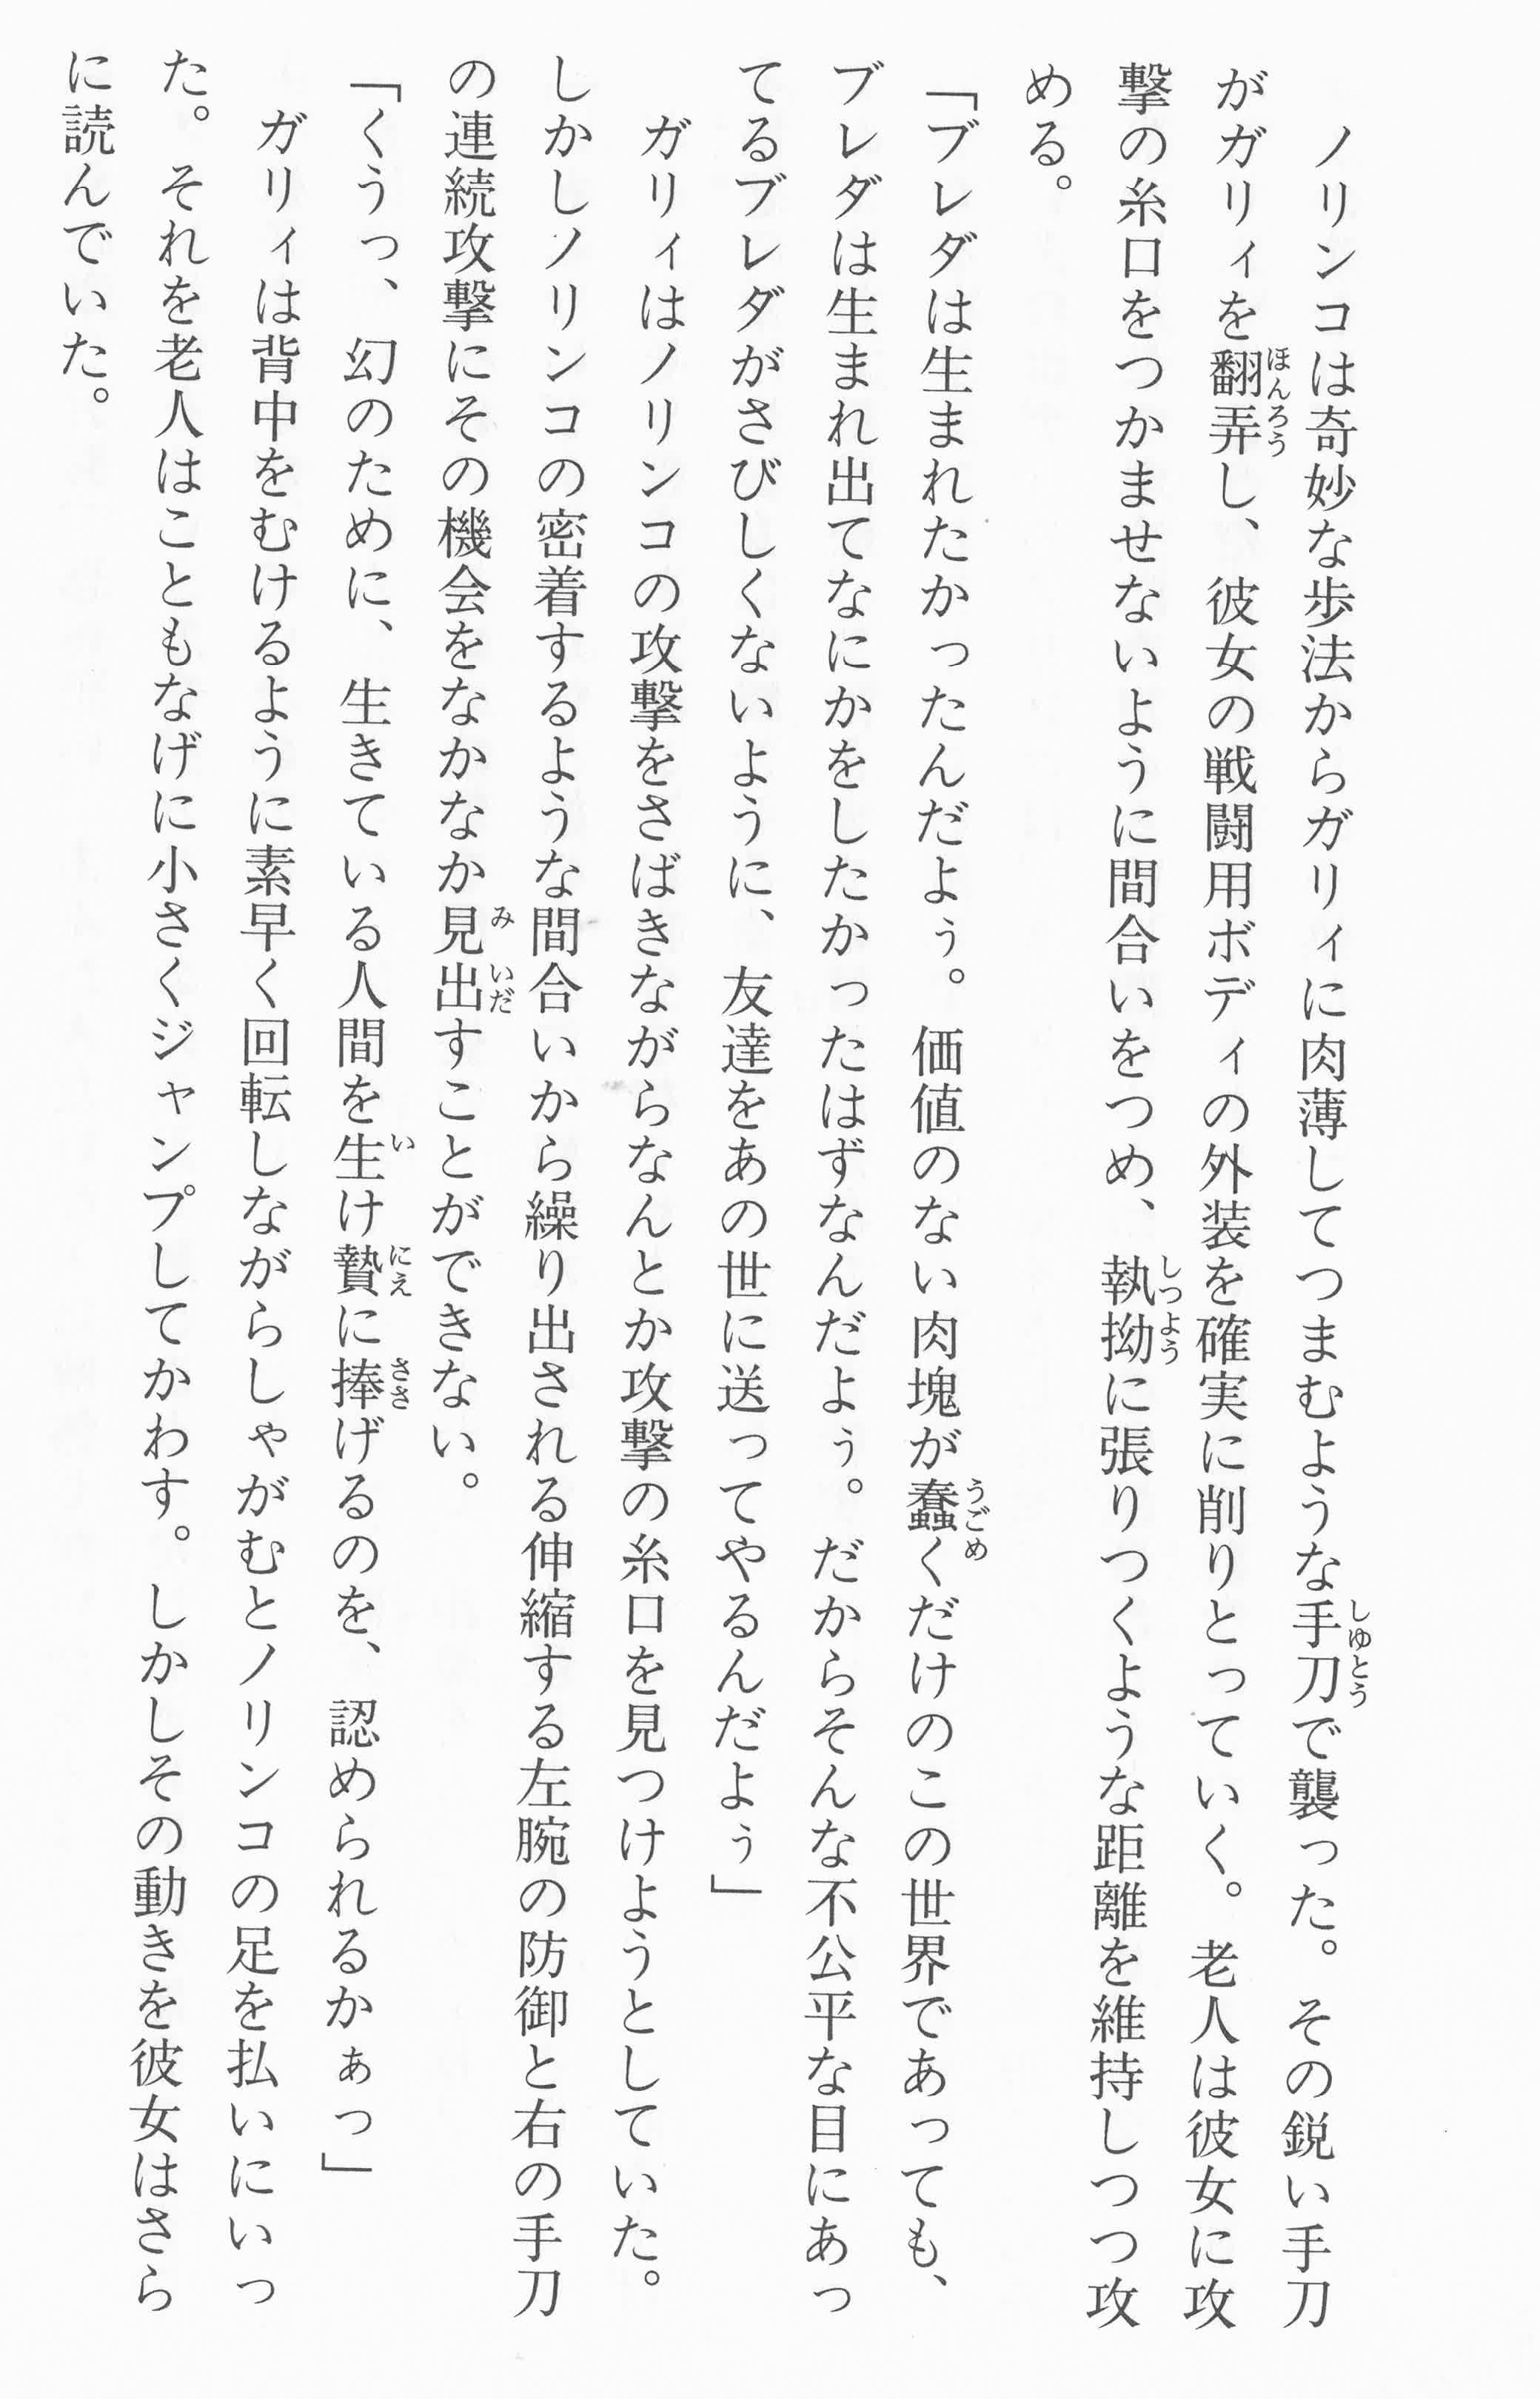 ノリンコは奇妙な歩法からガリィに肉薄してつまむような手刀で襲った。その鋭い手刀
がガリィを翻弄し、彼女の戦闘用ボディの外装を確実に削りとっていく。老人は彼女に攻
撃の糸口をつかませないように間合いをつめ、執拗に張りつくような距離を維持しつつ攻
める。
「ブレダは生まれたかったんだよぅ。価値のない肉塊が蠢くだけのこの世界であっても、
ブレダは生まれ出てなにかをしたかったはずなんだよぅ。だからそんな不公平な目にあっ
てるブレダがさびしくないように、友達をあの世に送ってやるんだよぅ」
　ガリィはノリンコの攻撃をさばきながらなんとか攻撃の糸口を見つけようとしていた。
しかしノリンコの密着するような間合いから繰り出される伸縮する左腕の防御と右の手刀
の連続攻撃にその機会をなかなか見出すことができない。
「くうっ、幻のために、生きている人間を生け贄に捧げるのを、認められるかぁっ」
　ガリィは背中をむけるように素早く回転しながらしゃがむとノリンコの足を払いにいっ
た。それを老人はこともなげに小さくジャンプしてかわす。しかしその動きを彼女はさら
に読んでいた。